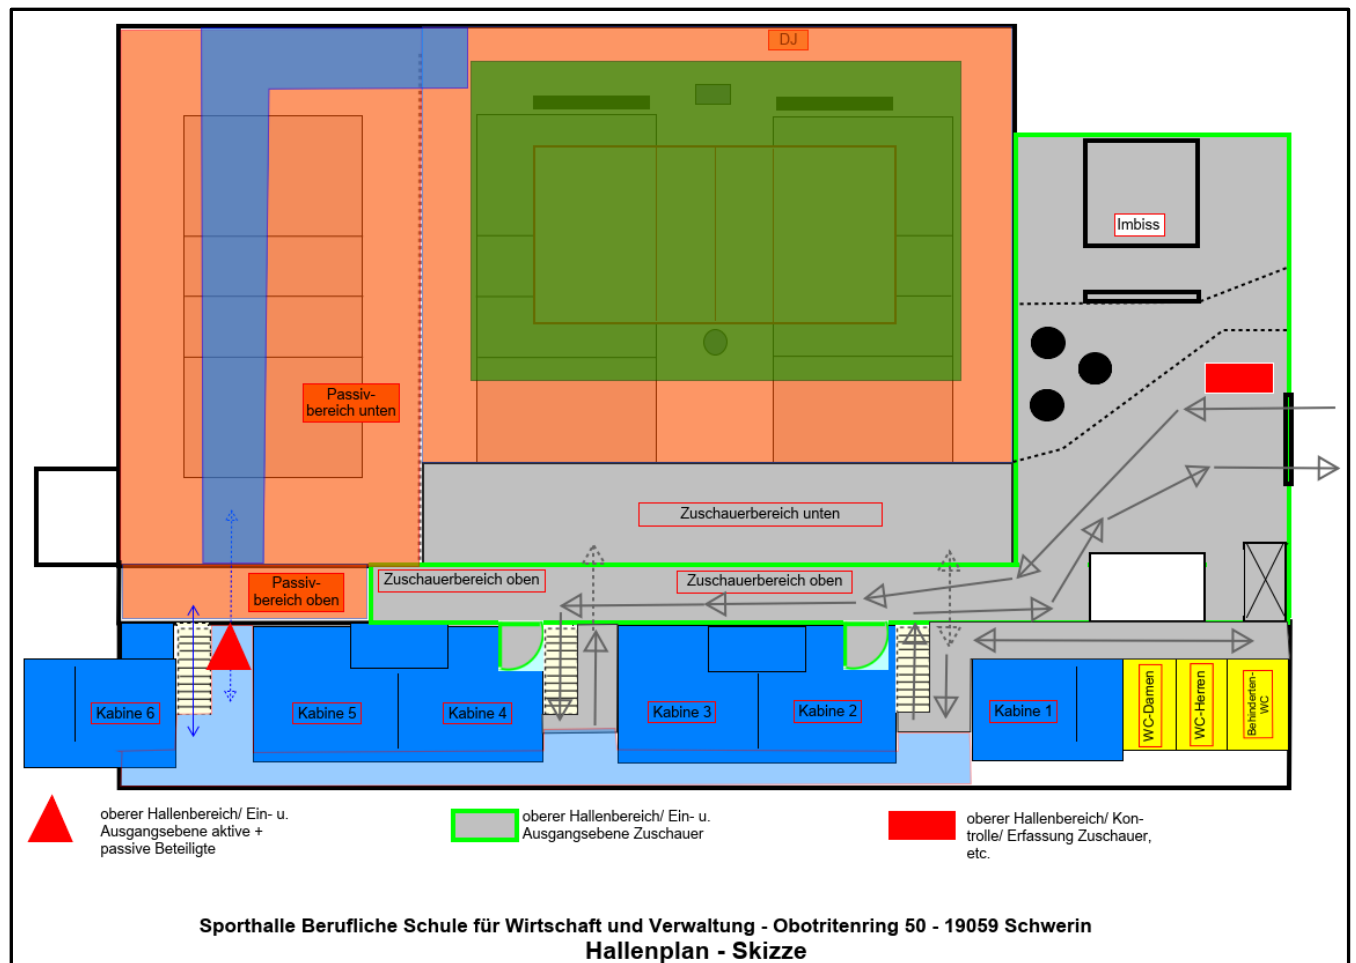 DJ
Imbiss
Passiv-
bereich unten
Zuschauerbereich unten
Passiv-
bereich oben
Zuschauerbereich oben
Zuschauerbereich oben
Kabine 6
Kabine 5
Kabine 4
Kabine 3
Kabine 2
Kabine 1
WC-Damen
WC-Herren
Behinderten-
WC
oberer Hallenbereich/ Ein- u.
Ausgangsebene aktive +
passive Beteiligte
oberer Hallenbereich/ Ein- u.
Ausgangsebene Zuschauer
oberer Hallenbereich/ Kon-
trolle/ Erfassung Zuschauer,
etc.
Sporthalle Berufliche Schule für Wirtschaft und Verwaltung - Obotritenring 50 - 19059 Schwerin
Hallenplan - Skizze